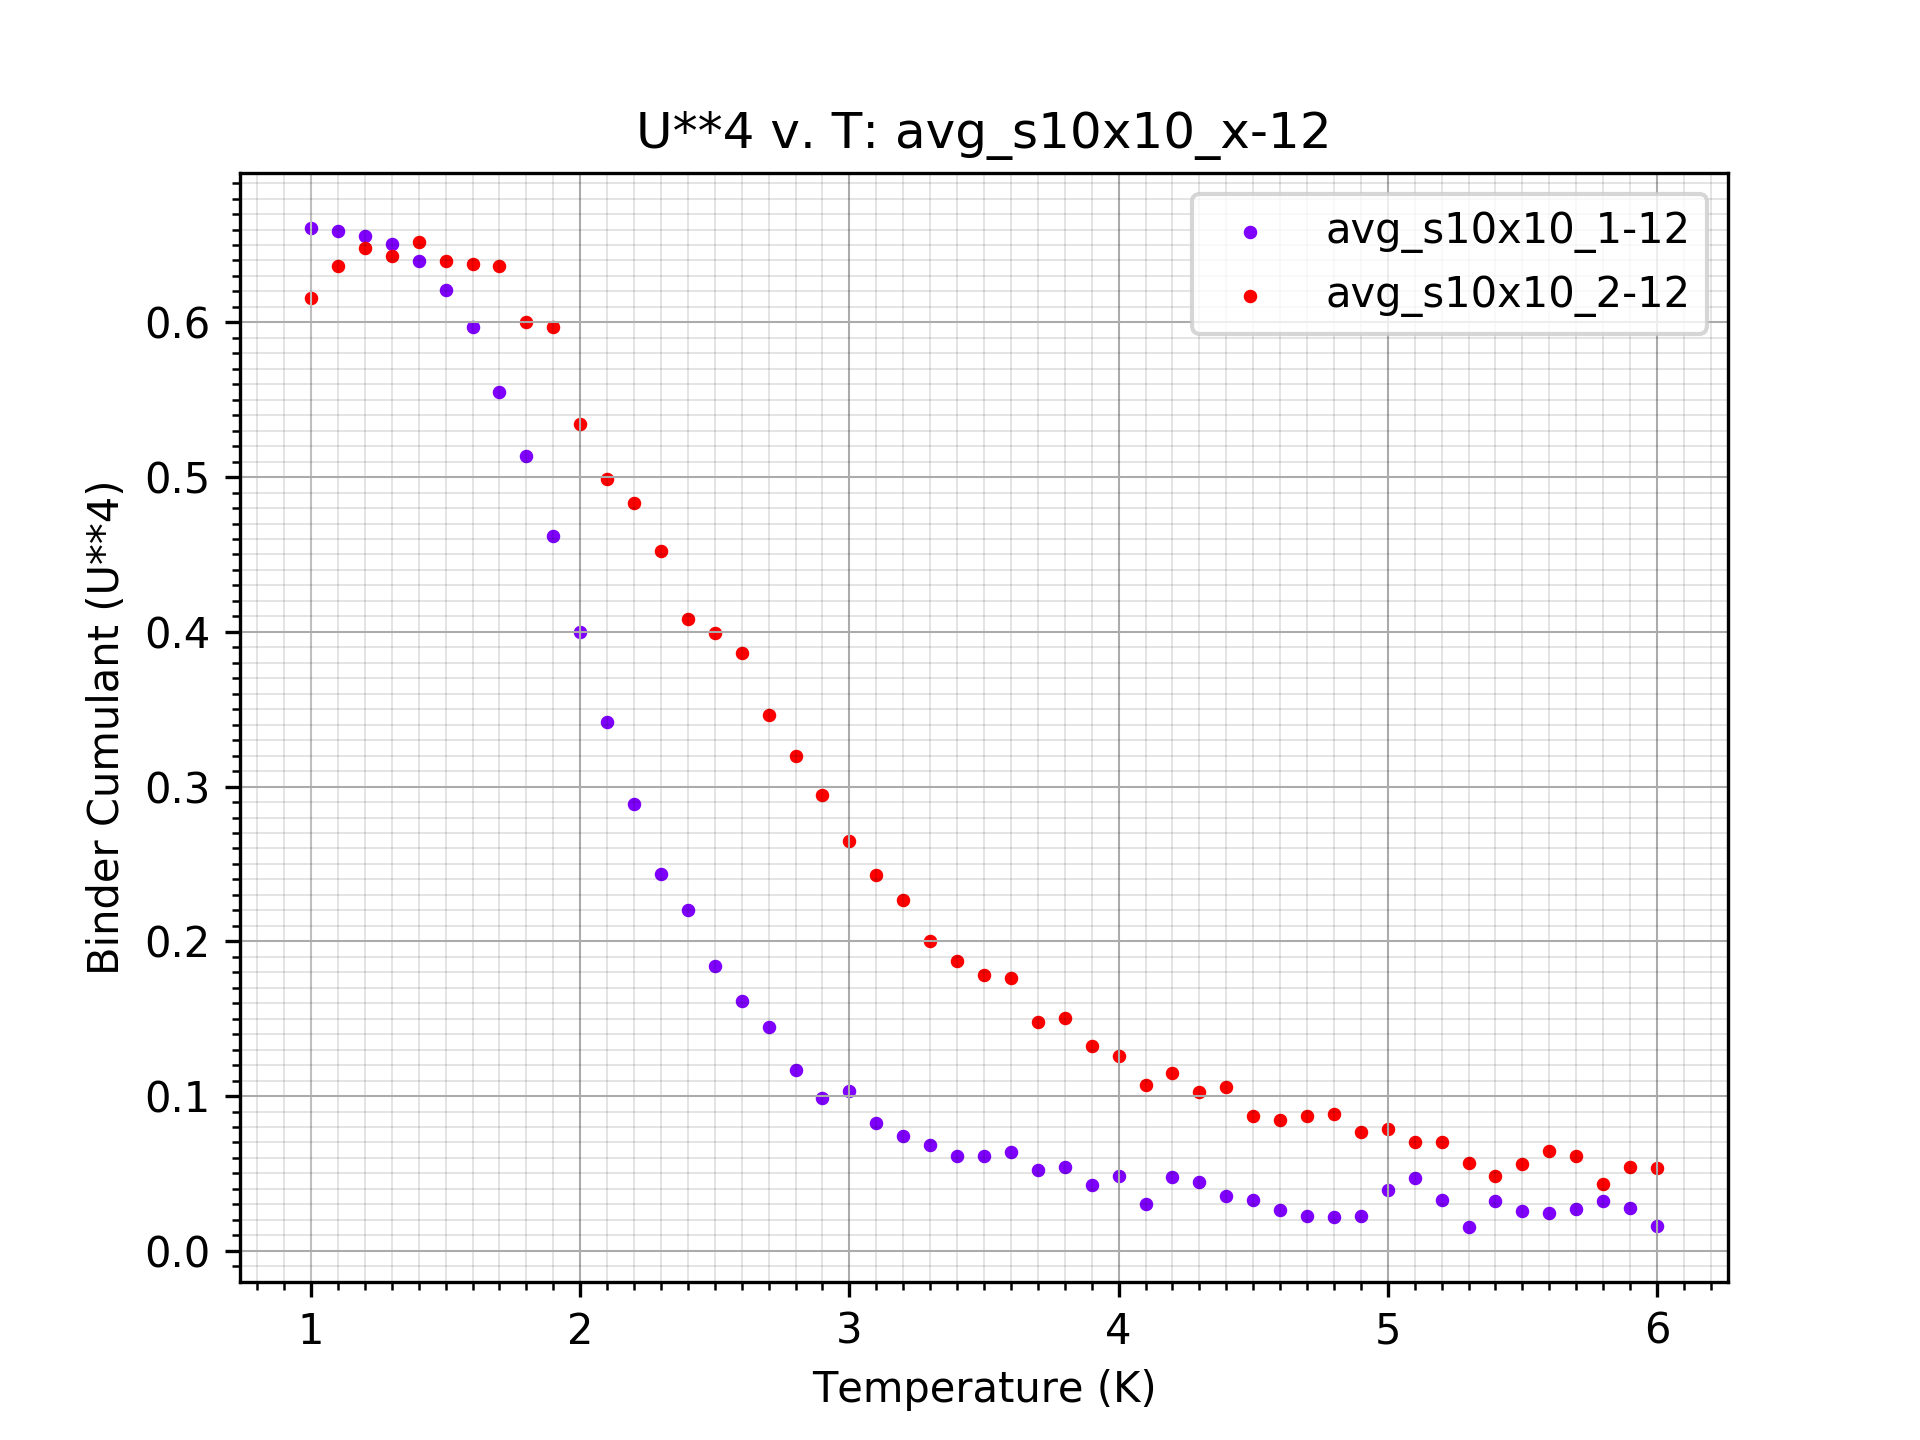 U**4 v. T: avg_s10x10_x-12
avg_s10x10_1-12
avg_s10x10_2-12
Binder Cumulant (U**4)
0.6
0.5
0.4
0.3
0.2
0.1
0.0
1 2 3 4 5 6
Temperature (K)